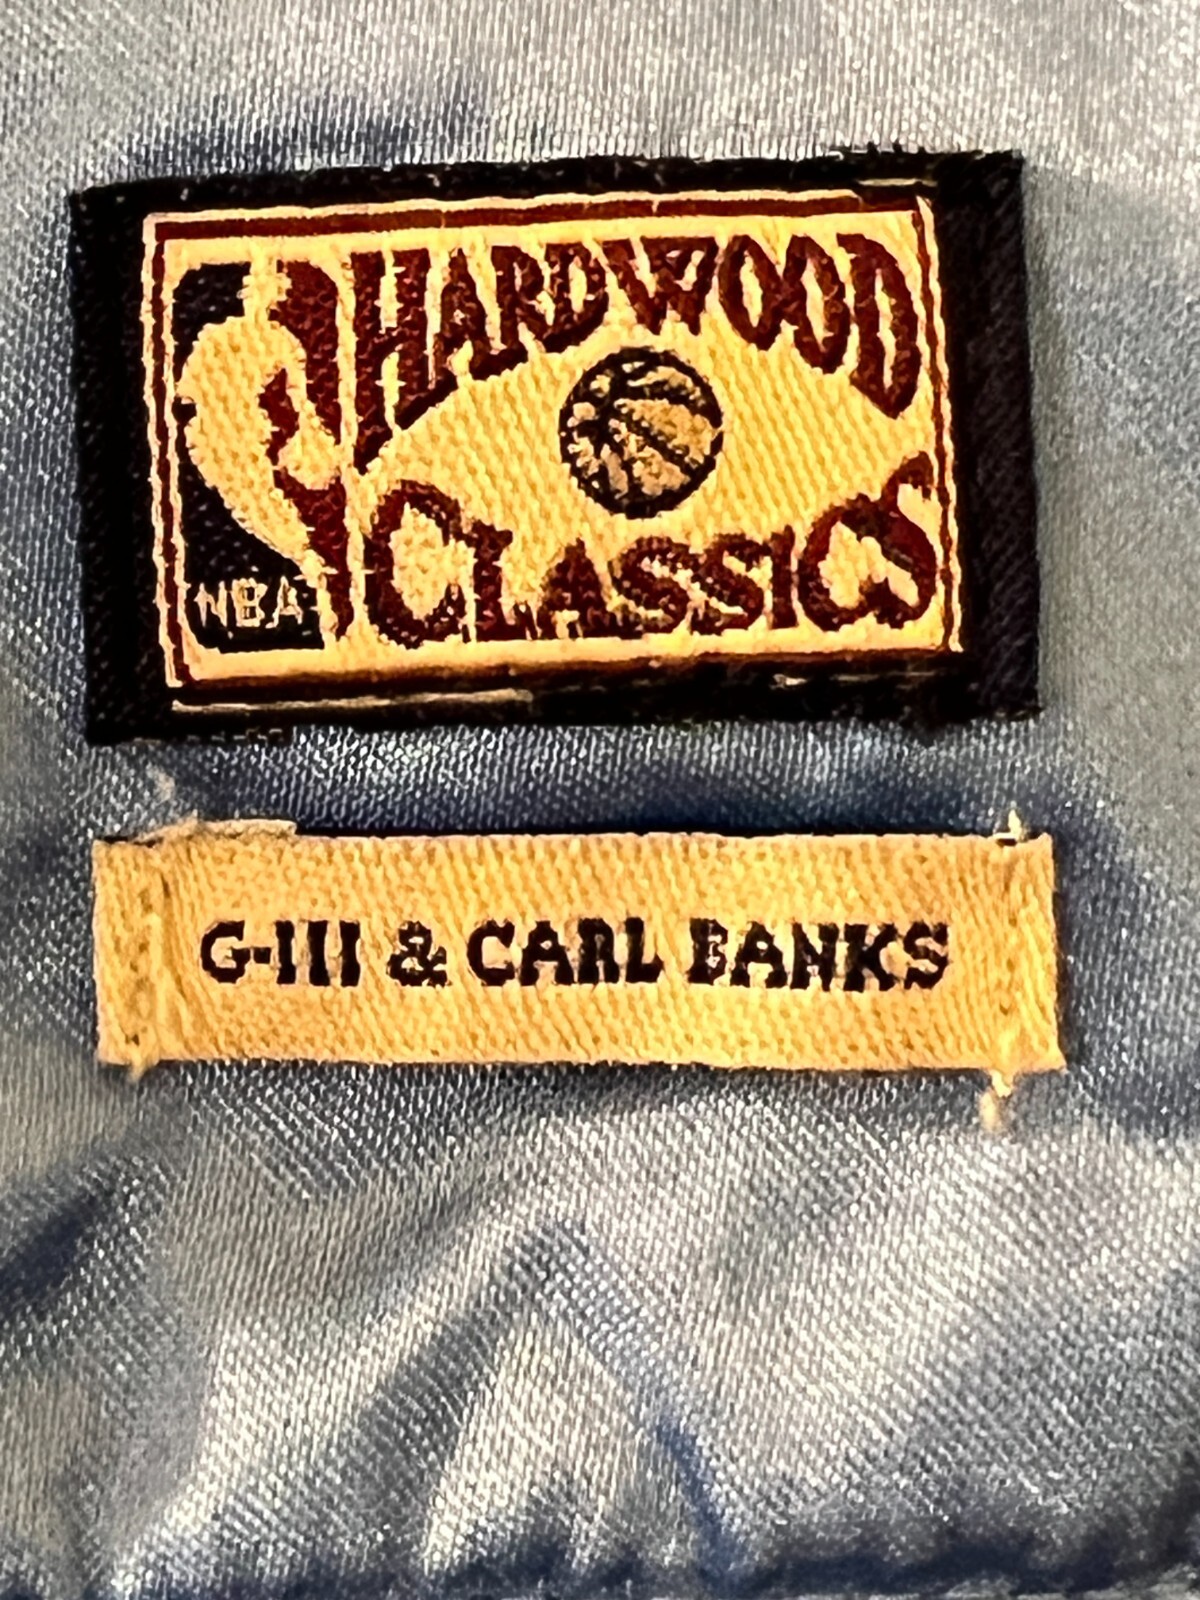 HARDWOOD
CLASSICS
NBA
G-III & CARL BANKS